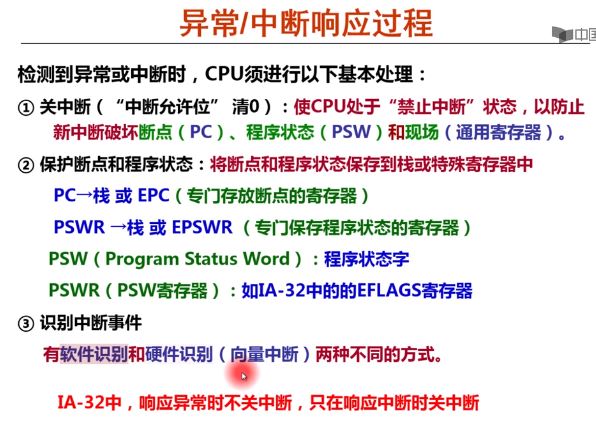 异常/中断响应过程
中国
检测到异常或中断时，CPU须进行以下基本处理：
① 关中断（“中断允许位” 清0）：使CPU处于“禁止中断”状态，以防止
新中断破坏断点（PC）、程序状态（PSW）和现场（通用寄存器）。
② 保护断点和程序状态：将断点和程序状态保存到栈或特殊寄存器中
PC→栈 或 EPC（专门存放断点的寄存器）
PSWR →栈 或 EPSWR （专门保存程序状态的寄存器）
PSW（Program Status Word）：程序状态字
PSWR（PSW寄存器）：如IA-32中的的EFLAGS寄存器
③ 识别中断事件
有软件识别和硬件识别（向量中断）两种不同的方式。
IA-32中，响应异常时不关中断，只在响应中断时关中断